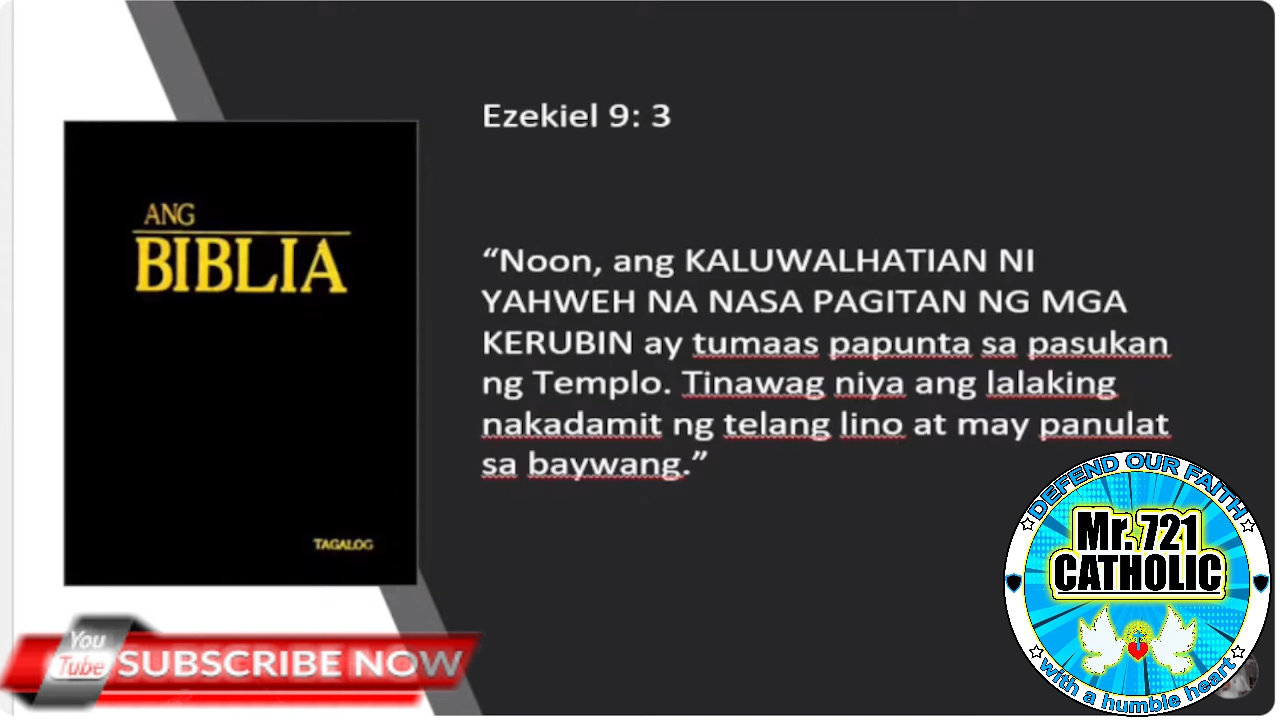 Ezekiel 9: 3
ANG
BIBLIA
TAGALOG
“Noon, ang KALUWALHATIAN NI
YAHWEH NA NASA PAGITAN NG MGA
KERUBIN ay tumaas papunta sa pasukan
ng Templo. Tinawag niya ang lalaking
nakadamit ng telang lino at may panulat
sa baywang.”
DEFEND OUR FAITH
Mr. 721
CATHOLIC
with a humble heart
You
Tube
SUBSCRIBE NOW